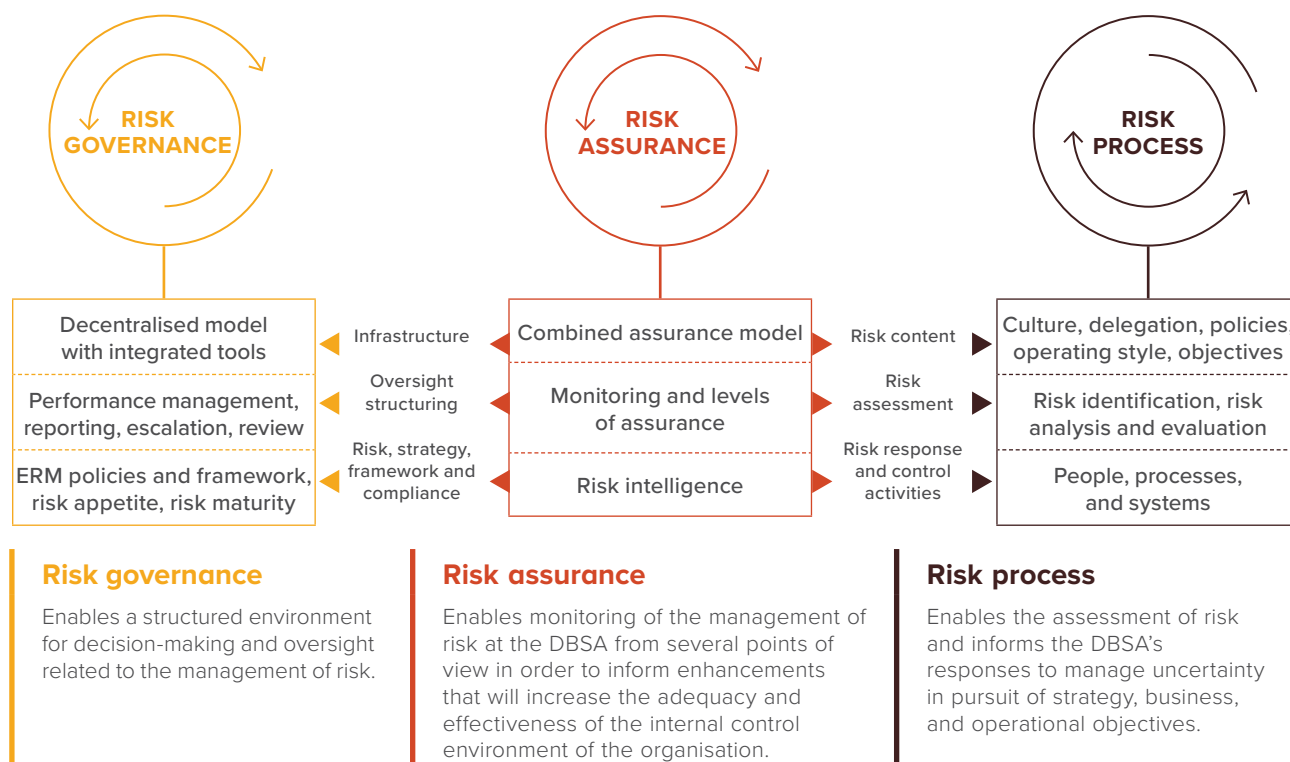 RISK
GOVERNANCE
RISK
ASSURANCE
RISK
PROCESS
Decentralised model
with integrated tools
Performance management,
reporting, escalation, review
ERM policies and framework,
risk appetite, risk maturity
Infrastructure
Oversight
structuring
Risk, strategy,
framework and
compliance
Combined assurance model
Monitoring and levels
of assurance
Risk intelligence
Risk content
Risk
assessment
Risk response
and control
activities
Culture, delegation, policies,
operating style, objectives
Risk identification, risk
analysis and evaluation
People, processes,
and systems
Risk governance
Enables a structured environment
for decision-making and oversight
related to the management of risk.
Risk assurance
Enables monitoring of the management of
risk at the DBSA from several points of
view in order to inform enhancements
that will increase the adequacy and
effectiveness of the internal control
environment of the organisation.
Risk process
Enables the assessment of risk
and informs the DBSA's
responses to manage uncertainty
in pursuit of strategy, business,
and operational objectives.